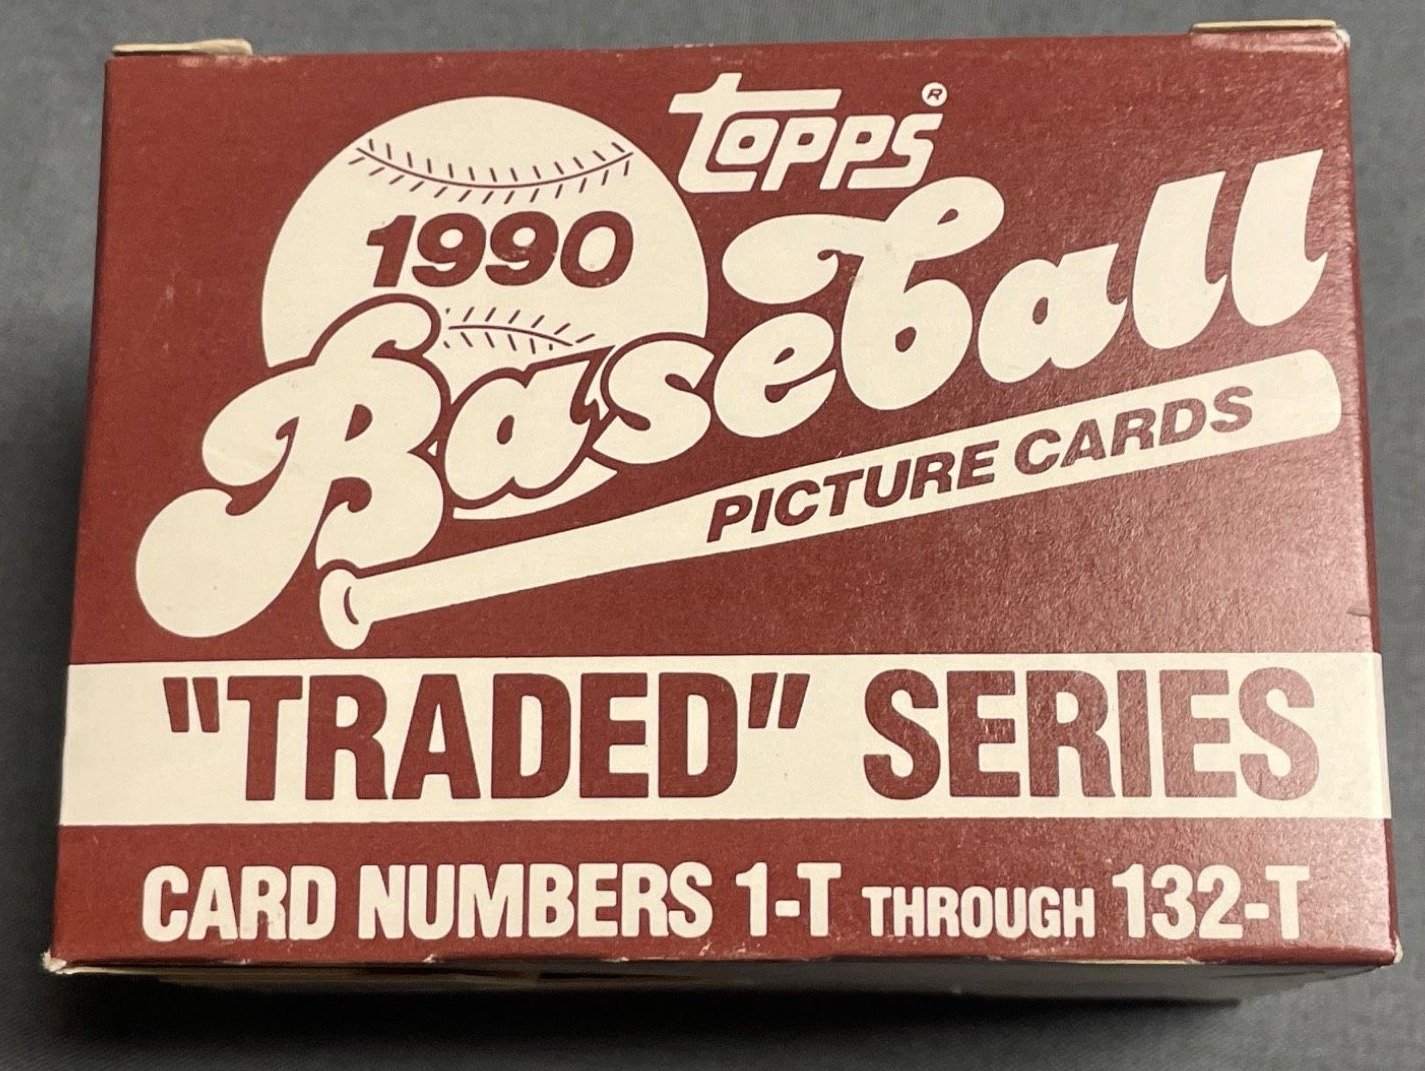 topps®
1990
Baseball
PICTURE CARDS
"TRADED" SERIES
CARD NUMBERS 1-T THROUGH 132-T